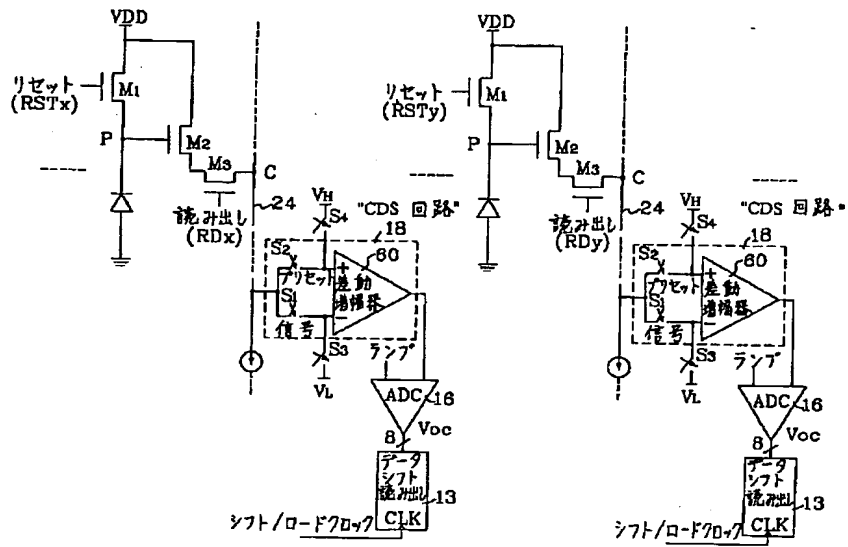 VDD
リセット
(RSTx)
M1
P
M2
M3
C
24
読み出し
(RDx)
VH
S4
"CDS 回路"
18
60
S2
リセット
S1
信号
+
差動
増幅器
-
S3
VL
ランプ
ADC
16
8
Voc
データ
シフト
読み出し
13
CLK
シフト/ロードクロック
VDD
リセット
(RSTy)
M1
P
M2
M3
C
24
読み出し
(RDy)
VH
S4
"CDS 回路"
18
60
S2
リセット
S1
信号
+
差動
増幅器
-
S3
VL
ランプ
ADC
16
8
Voc
データ
シフト
読み出し
13
CLK
シフト/ロードクロック